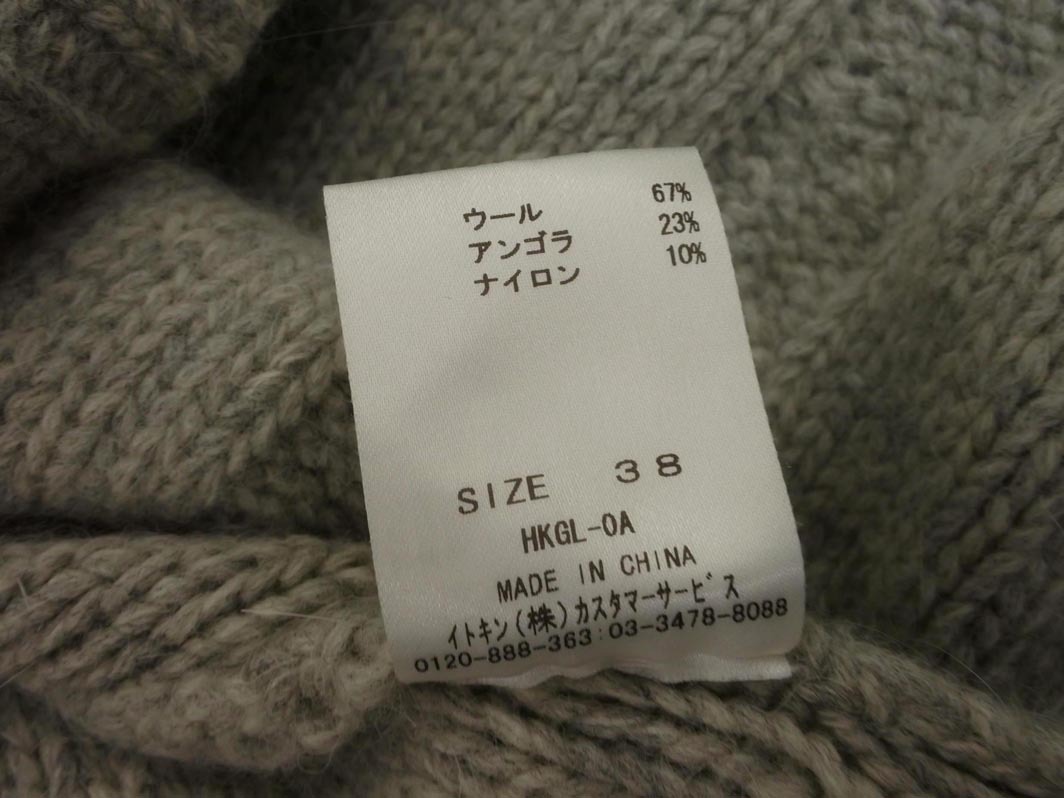 ウール 67%
アンゴラ 23%
ナイロン 10%
SIZE 38
HKGL-0A
MADE IN CHINA
イトキン(株)カスタマーサービス
0120-888-363:03-3478-8088